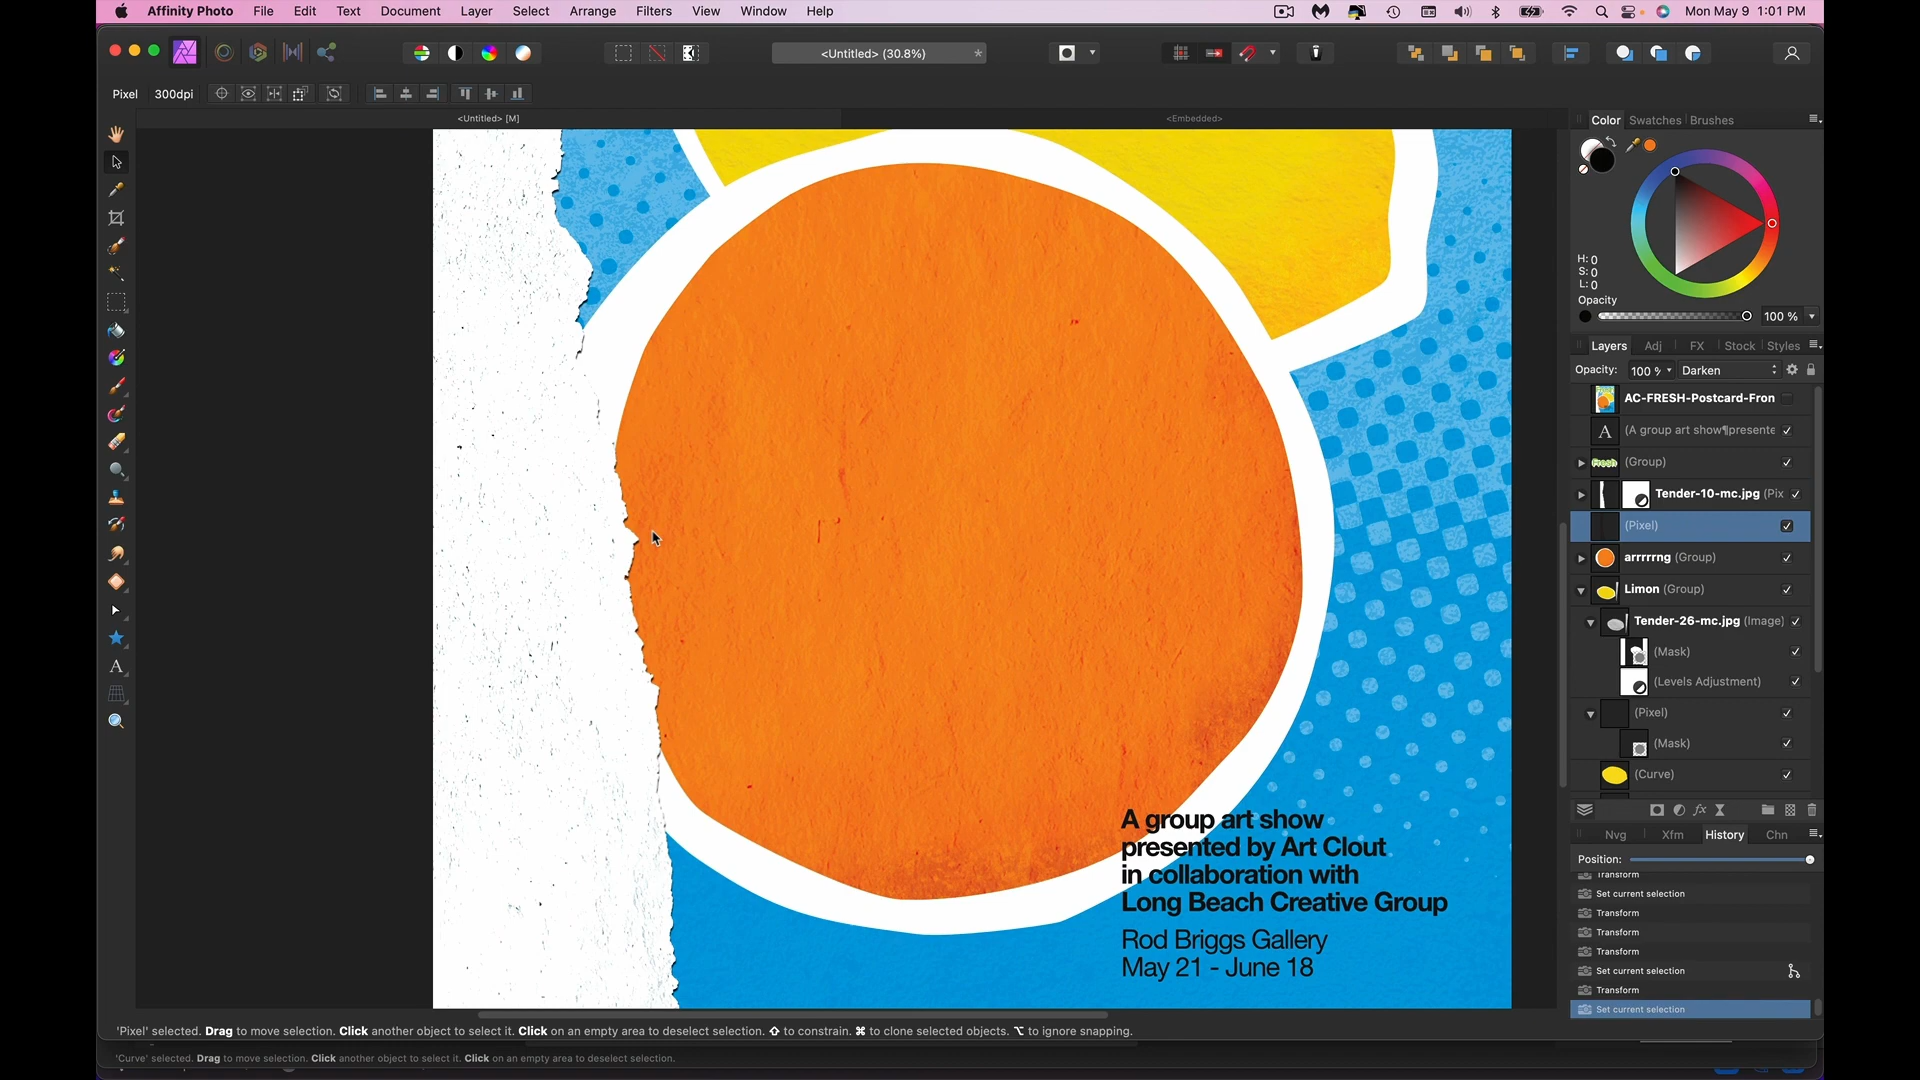 Affinity Photo File Edit Text Document Layer Select Arrange Filters View Window Help
Mon May 9 1:01 PM
<Untitled> (30.8%) *
Pixel 300dpi
<Untitled> [M]
<Embedded>
Color Swatches Brushes
H: 0
S: 0
L: 0
Opacity
100 %
Layers Adj FX Stock Styles
Opacity: 100 % Darken
AC-FRESH-Postcard-Fron
A (A group art show¶presente
Fresh (Group)
Tender-10-mc.jpg (Pix
(Pixel)
arrrrrng (Group)
Limon (Group)
Tender-26-mc.jpg (Image)
(Mask)
(Levels Adjustment)
(Pixel)
(Mask)
(Curve)
fx
Nvg Xfm History Chn
Position:
Transform
Set current selection
Transform
Transform
Transform
Set current selection
Transform
Set current selection
A group art show
presented by Art Clout
in collaboration with
Long Beach Creative Group
Rod Briggs Gallery
May 21 - June 18
'Pixel' selected. Drag to move selection. Click another object to select it. Click on an empty area to deselect selection. ⇧ to constrain. ⌘ to clone selected objects. ⌥ to ignore snapping.
'Curve' selected. Drag to move selection. Click another object to select it. Click on an empty area to deselect selection.